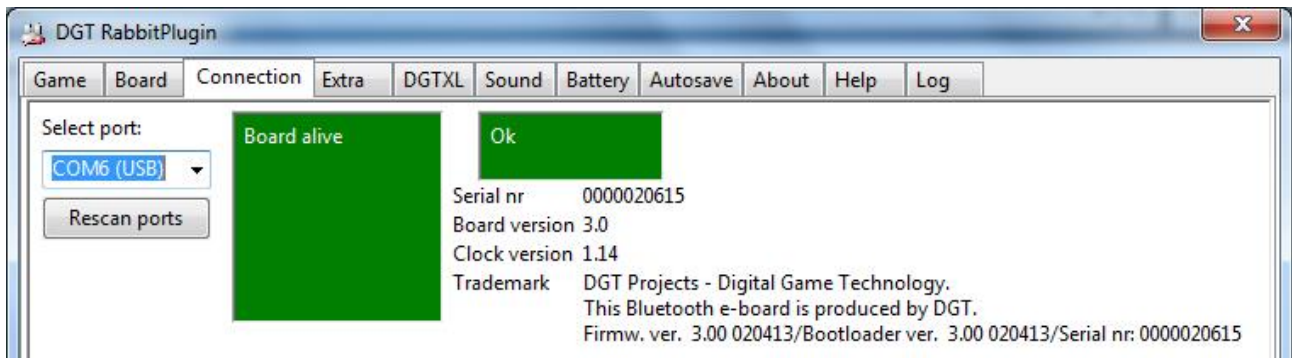 DGT RabbitPlugin
Game Board Connection Extra DGTXL Sound Battery Autosave About Help Log
Select port:
COM6 (USB)
Rescan ports
Board alive
Ok
Serial nr 0000020615
Board version 3.0
Clock version 1.14
Trademark DGT Projects - Digital Game Technology.
This Bluetooth e-board is produced by DGT.
Firmw. ver. 3.00 020413/Bootloader ver. 3.00 020413/Serial nr: 0000020615